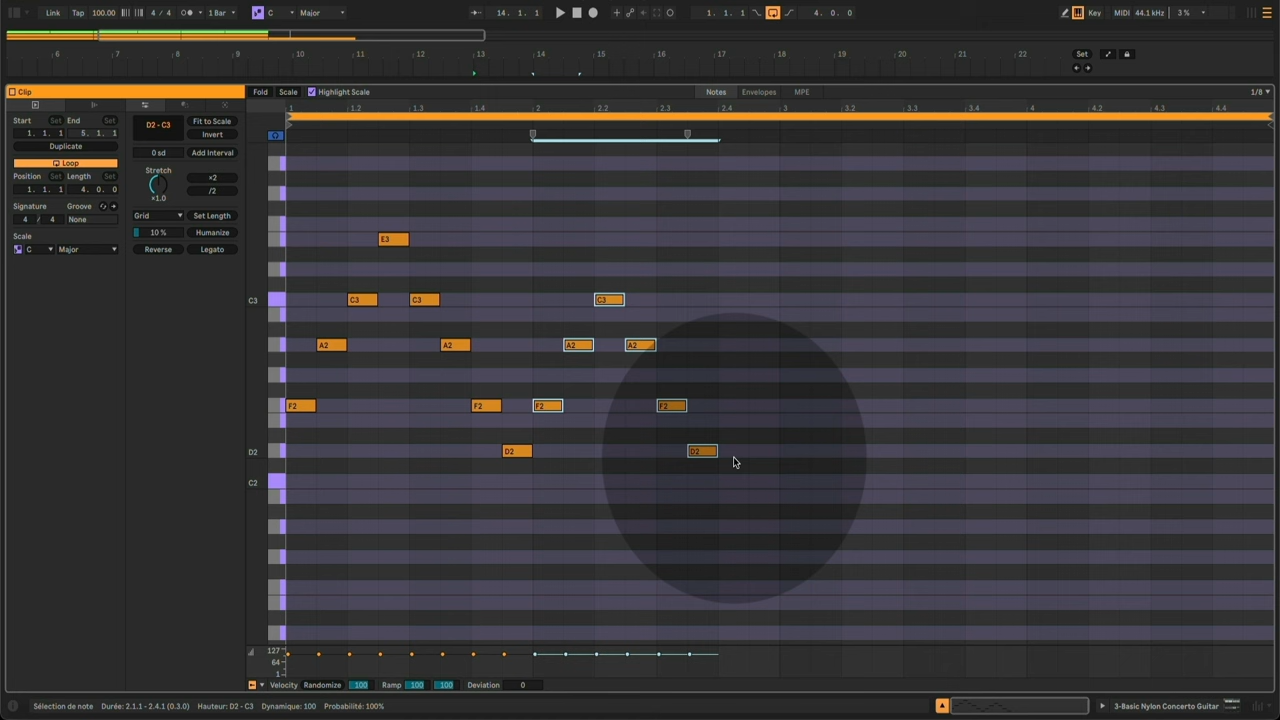 Link Tap 100.00 4 / 4 1 Bar C Major 14. 1. 1 1. 1. 1 4. 0. 0 Key MIDI 44.1 kHz 3 %
6 7 8 9 10 11 12 13 14 15 16 17 18 19 20 21 22 Set
Clip Fold Scale Highlight Scale Notes Envelopes MPE 1/8
1 1.2 1.3 1.4 2 2.2 2.3 2.4 3 3.2 3.3 3.4 4 4.2 4.3 4.4
Start Set End Set
1. 1. 1 5. 1. 1
Duplicate
Loop
Position Set Length Set
1. 1. 1 4. 0. 0
Signature Groove
4 / 4 None
Scale
C Major
D2 - C3 Fit to Scale
Invert
0 sd Add Interval
Stretch
×2
×1.0 /2
Grid Set Length
10 % Humanize
Reverse Legato
E3
C3 C3 C3 C3
A2 A2 A2 A2
F2 F2 F2 F2
D2 D2 D2
C2
127
64
1
Velocity Randomize 100 Ramp 100 100 Deviation 0
Sélection de note Durée: 2.1.1 - 2.4.1 (0.3.0) Hauteur: D2 - C3 Dynamique: 100 Probabilité: 100% 3-Basic Nylon Concerto Guitar